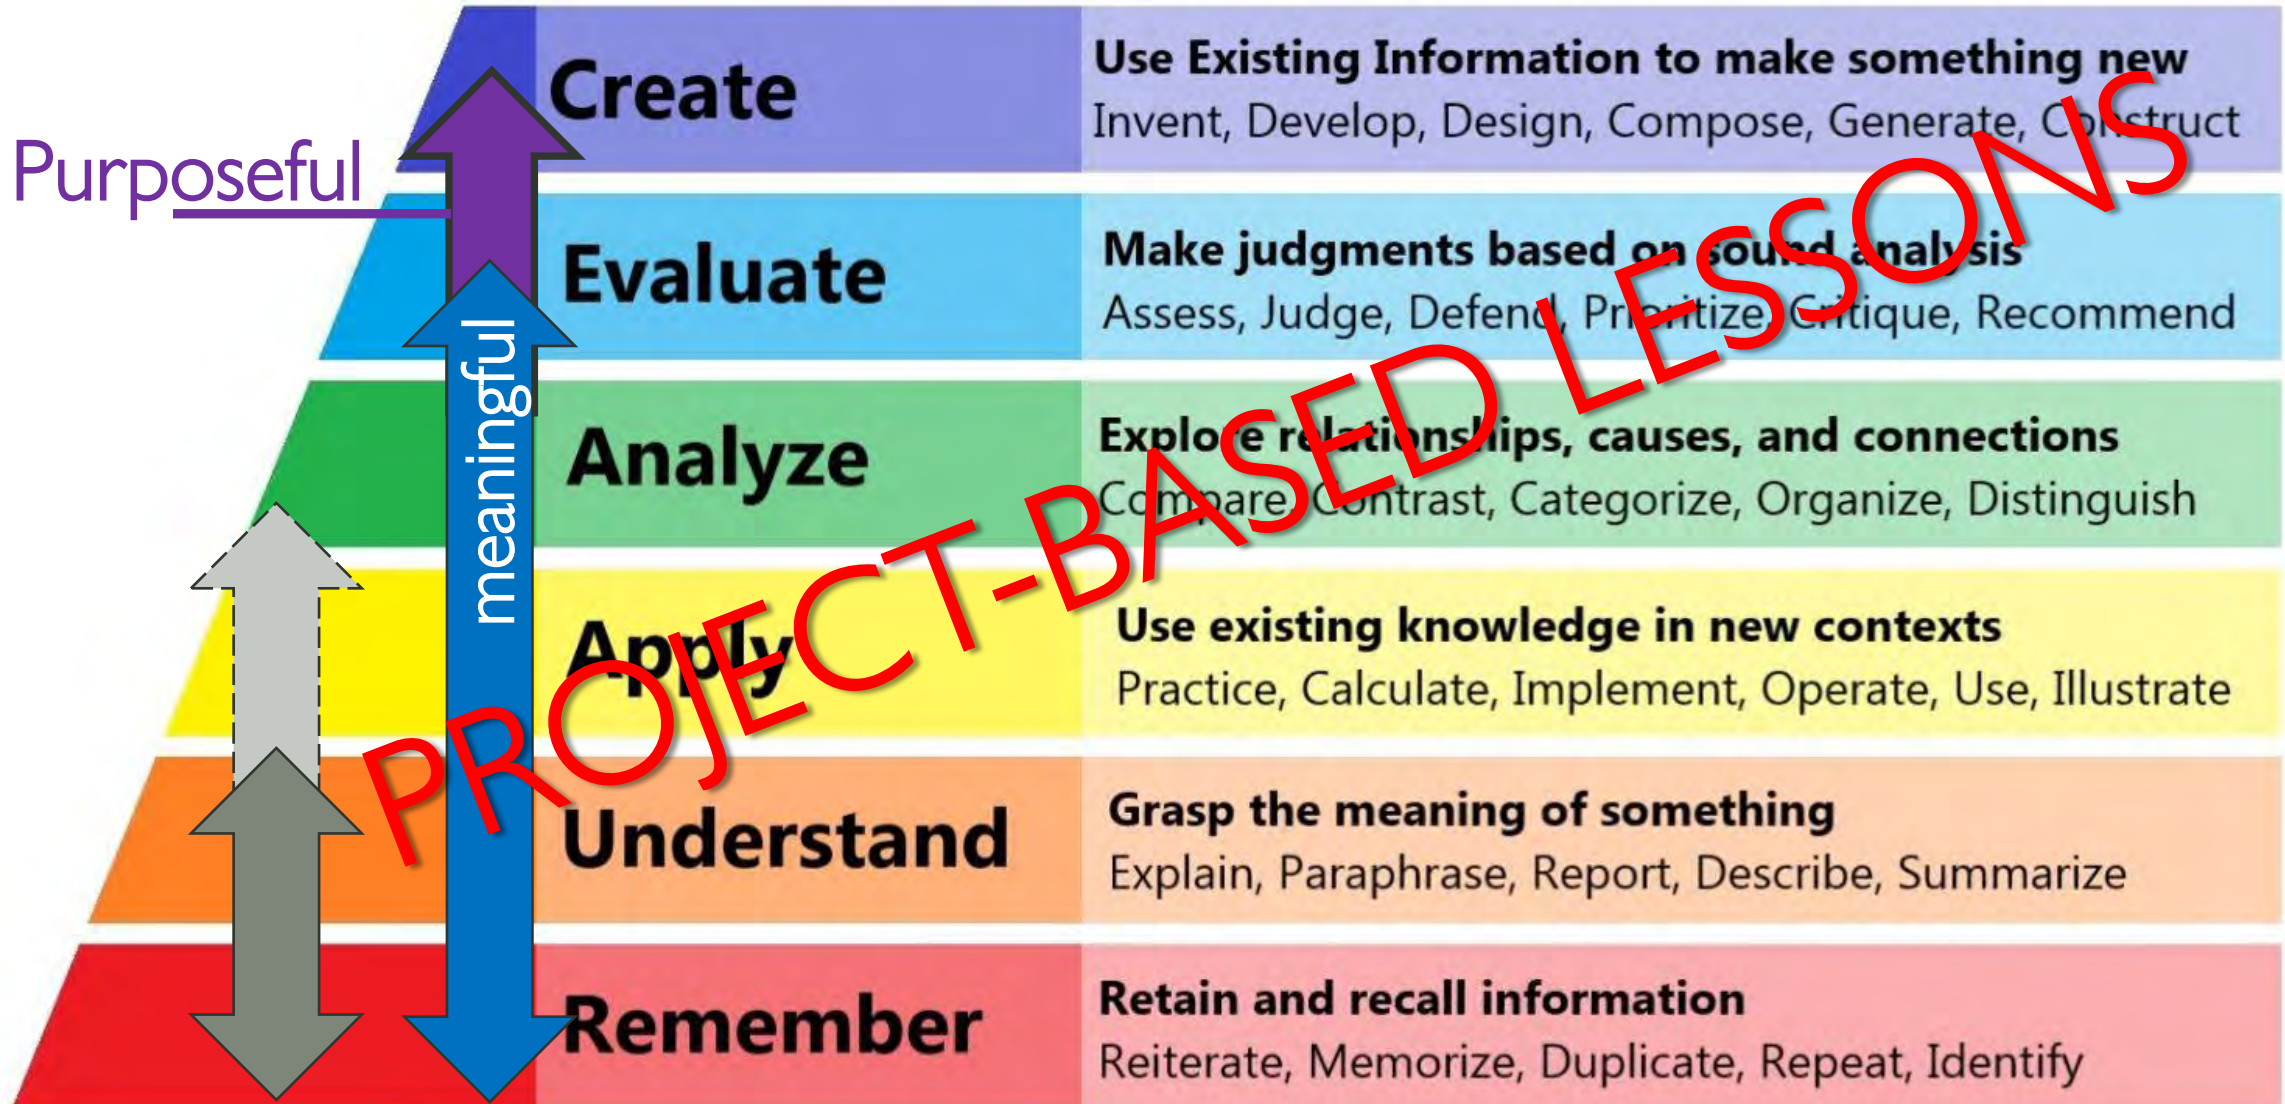 Create
Use Existing Information to make something new
Invent, Develop, Design, Compose, Generate, Construct
Purposeful
Evaluate
Make judgments based on sound analysis
Assess, Judge, Defend, Prioritize, Critique, Recommend
meaningful
Analyze
Explore relationships, causes, and connections
Compare, Contrast, Categorize, Organize, Distinguish
PROJECT-BASED LESSONS
Apply
Use existing knowledge in new contexts
Practice, Calculate, Implement, Operate, Use, Illustrate
Understand
Grasp the meaning of something
Explain, Paraphrase, Report, Describe, Summarize
Remember
Retain and recall information
Reiterate, Memorize, Duplicate, Repeat, Identify